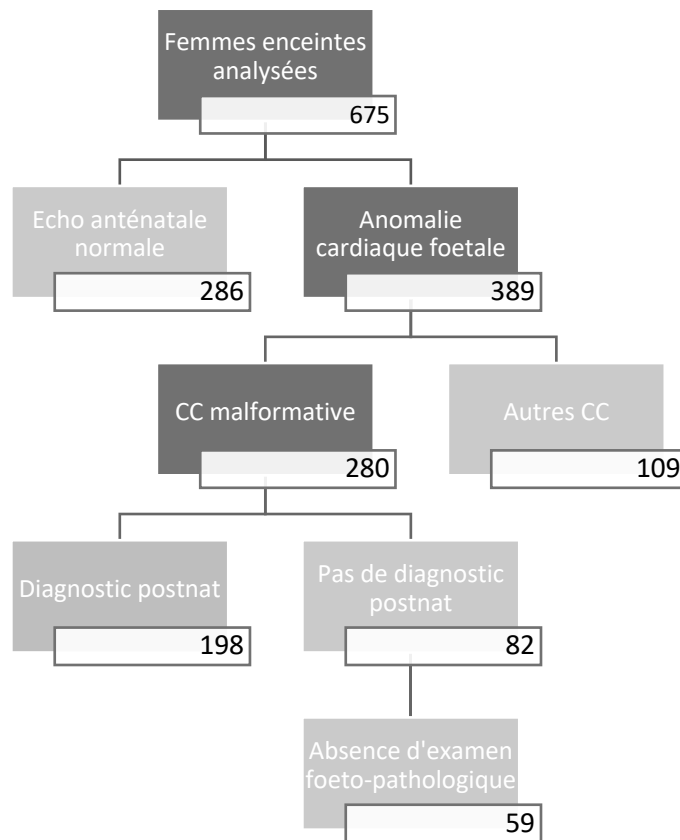 Femmes enceintes
analysées
675
Echo anténatale
normale
286
Anomalie
cardiaque foetale
389
CC malformative
280
Autres CC
109
Diagnostic postnat
198
Pas de diagnostic
postnat
82
Absence d'examen
foeto-pathologique
59